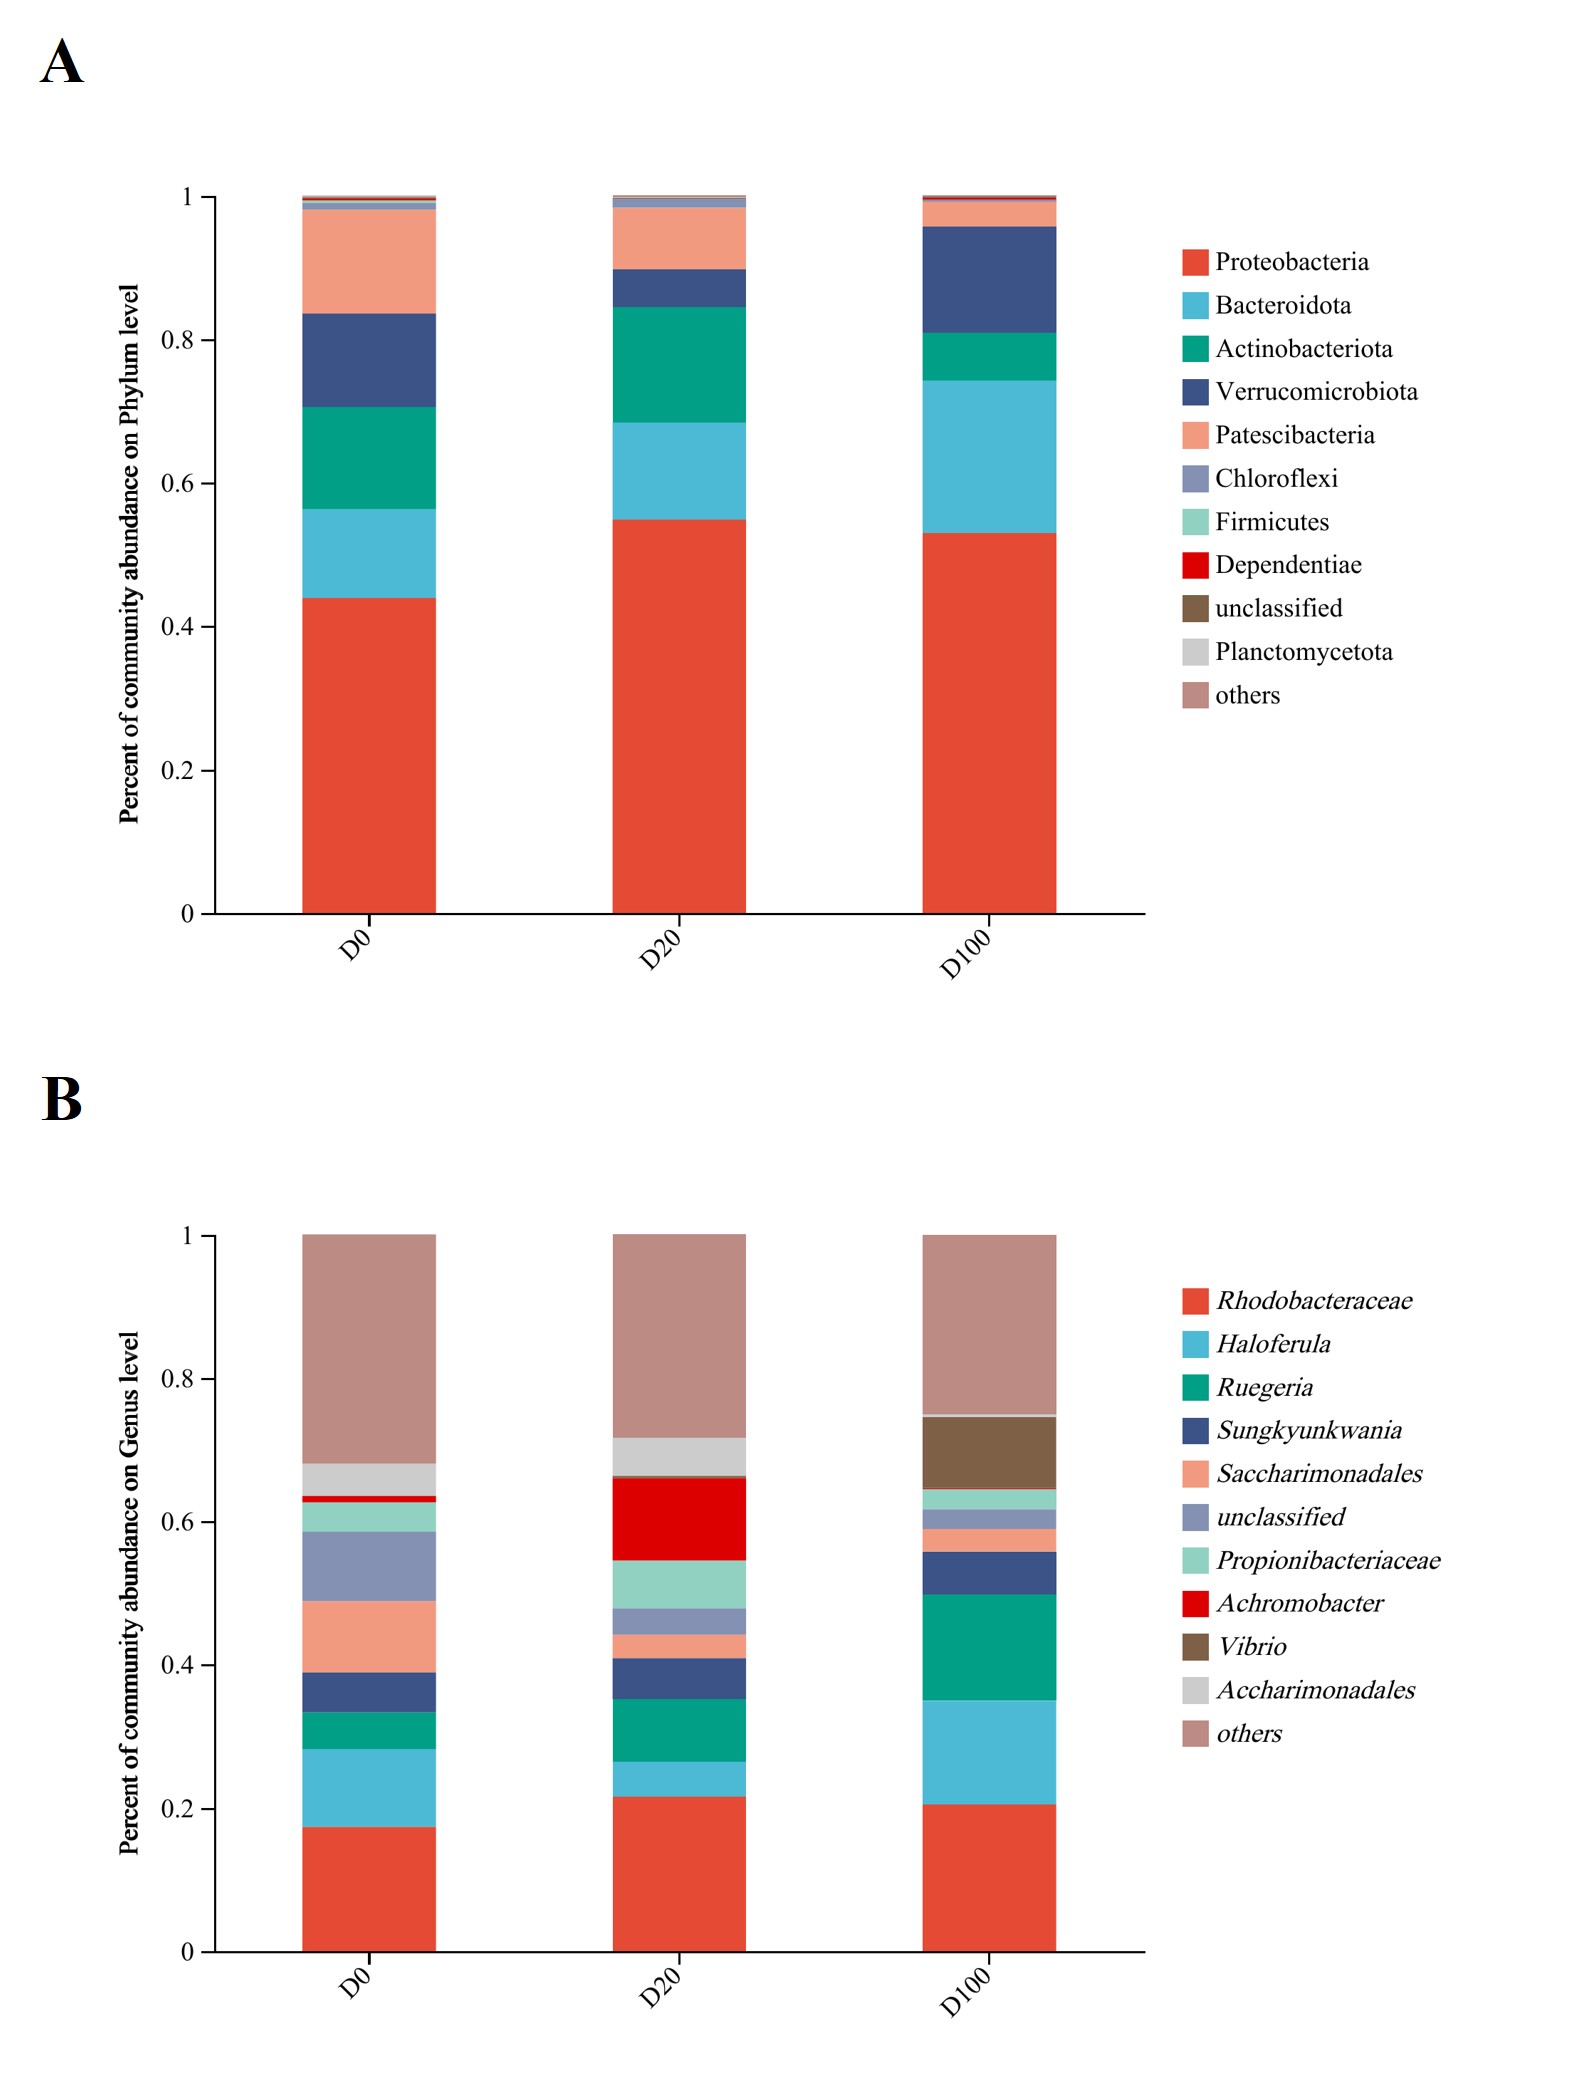 A
Percent of community abundance on Phylum level
1
0.8
0.6
0.4
0.2
0
D0
D20
D100
Proteobacteria
Bacteroidota
Actinobacteriota
Verrucomicrobiota
Patescibacteria
Chloroflexi
Firmicutes
Dependentiae
unclassified
Planctomycetota
others
B
Percent of community abundance on Genus level
1
0.8
0.6
0.4
0.2
0
D0
D20
D100
Rhodobacteraceae
Haloferula
Ruegeria
Sungkyunkwania
Saccharimonadales
unclassified
Propionibacteriaceae
Achromobacter
Vibrio
Accharimonadales
others